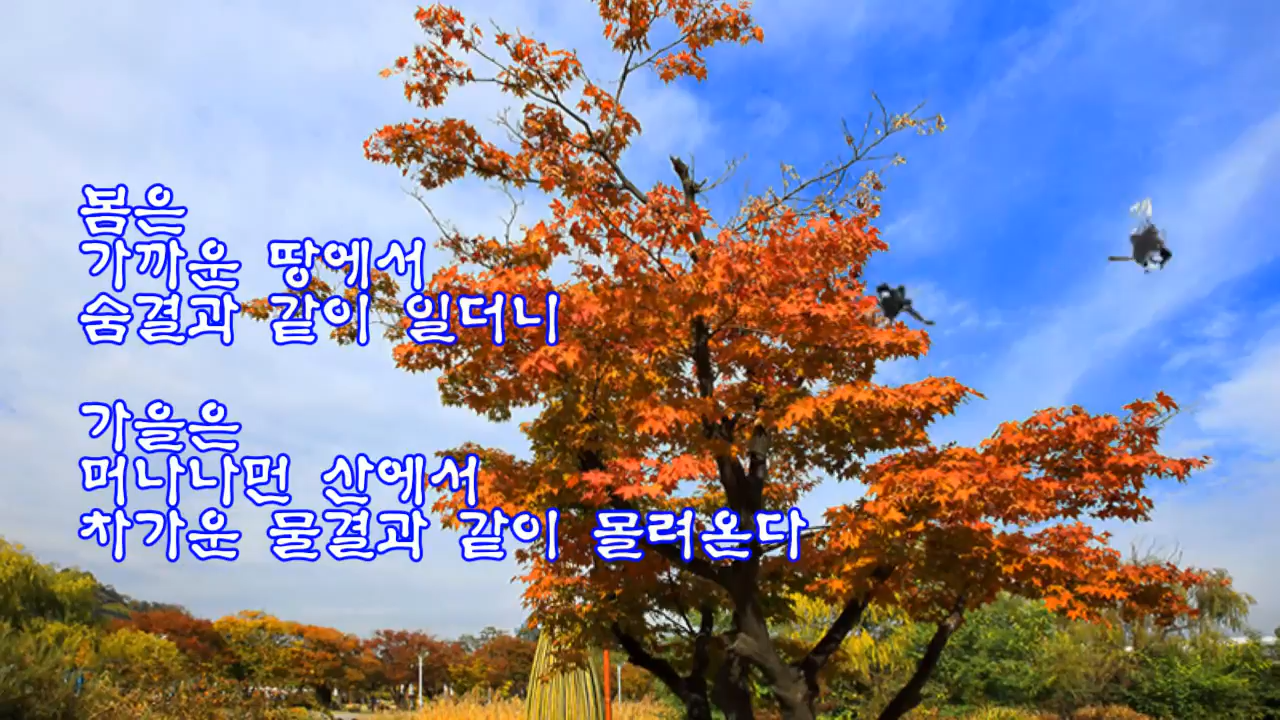 봄은
가까운 땅에서
숨결과 같이 일더니
가을은
머나나먼 산에서
차가운 물결과 같이 몰려온다